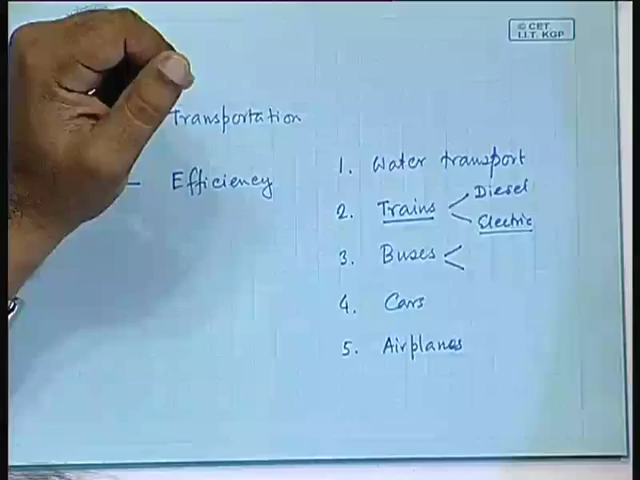 © CET
I.I.T. KGP
Transportation
— Efficiency
1. Water transport
2. Trains
Diesel
Electric
3. Buses
4. Cars
5. Airplanes